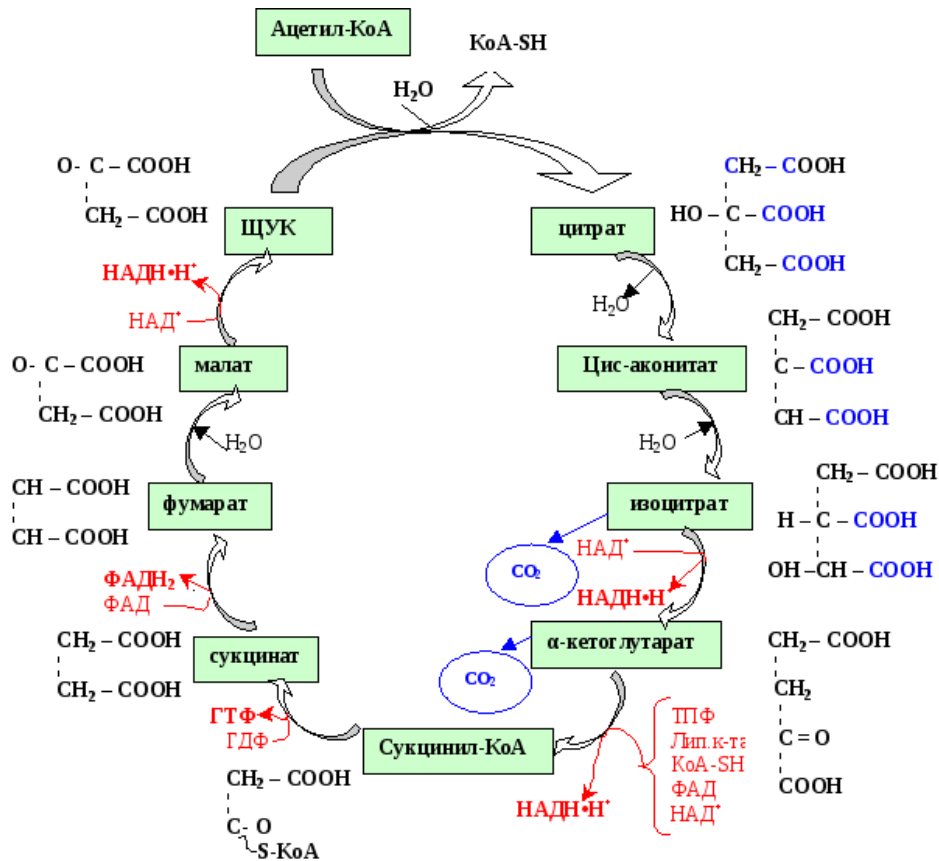 Ацетил-КоА
КоА-SH
H₂O
O- C – COOH
CH₂ – COOH
ЩУК
цитрат
CH₂ – COOH
HO – C – COOH
CH₂ – COOH
НАДН•Н⁺
НАД⁺
H₂O
CH₂ – COOH
C – COOH
CH – COOH
O- C – COOH
CH₂ – COOH
малат
Цис-аконитат
H₂O
H₂O
CH – COOH
CH – COOH
фумарат
изоцитрат
CH₂ – COOH
H – C – COOH
OH – CH – COOH
CO₂
НАД⁺
НАДН•Н⁺
ФАДН₂
ФАД
CH₂ – COOH
CH₂ – COOH
сукцинат
α-кетоглутарат
CO₂
CH₂ – COOH
CH₂
C = O
COOH
ГТФ
ГДФ
Сукцинил-КоА
ТПФ
Лип.к-та
КоА-SH
ФАД
НАД⁺
НАДН•Н⁺
CH₂ – COOH
C- O
S-КоА